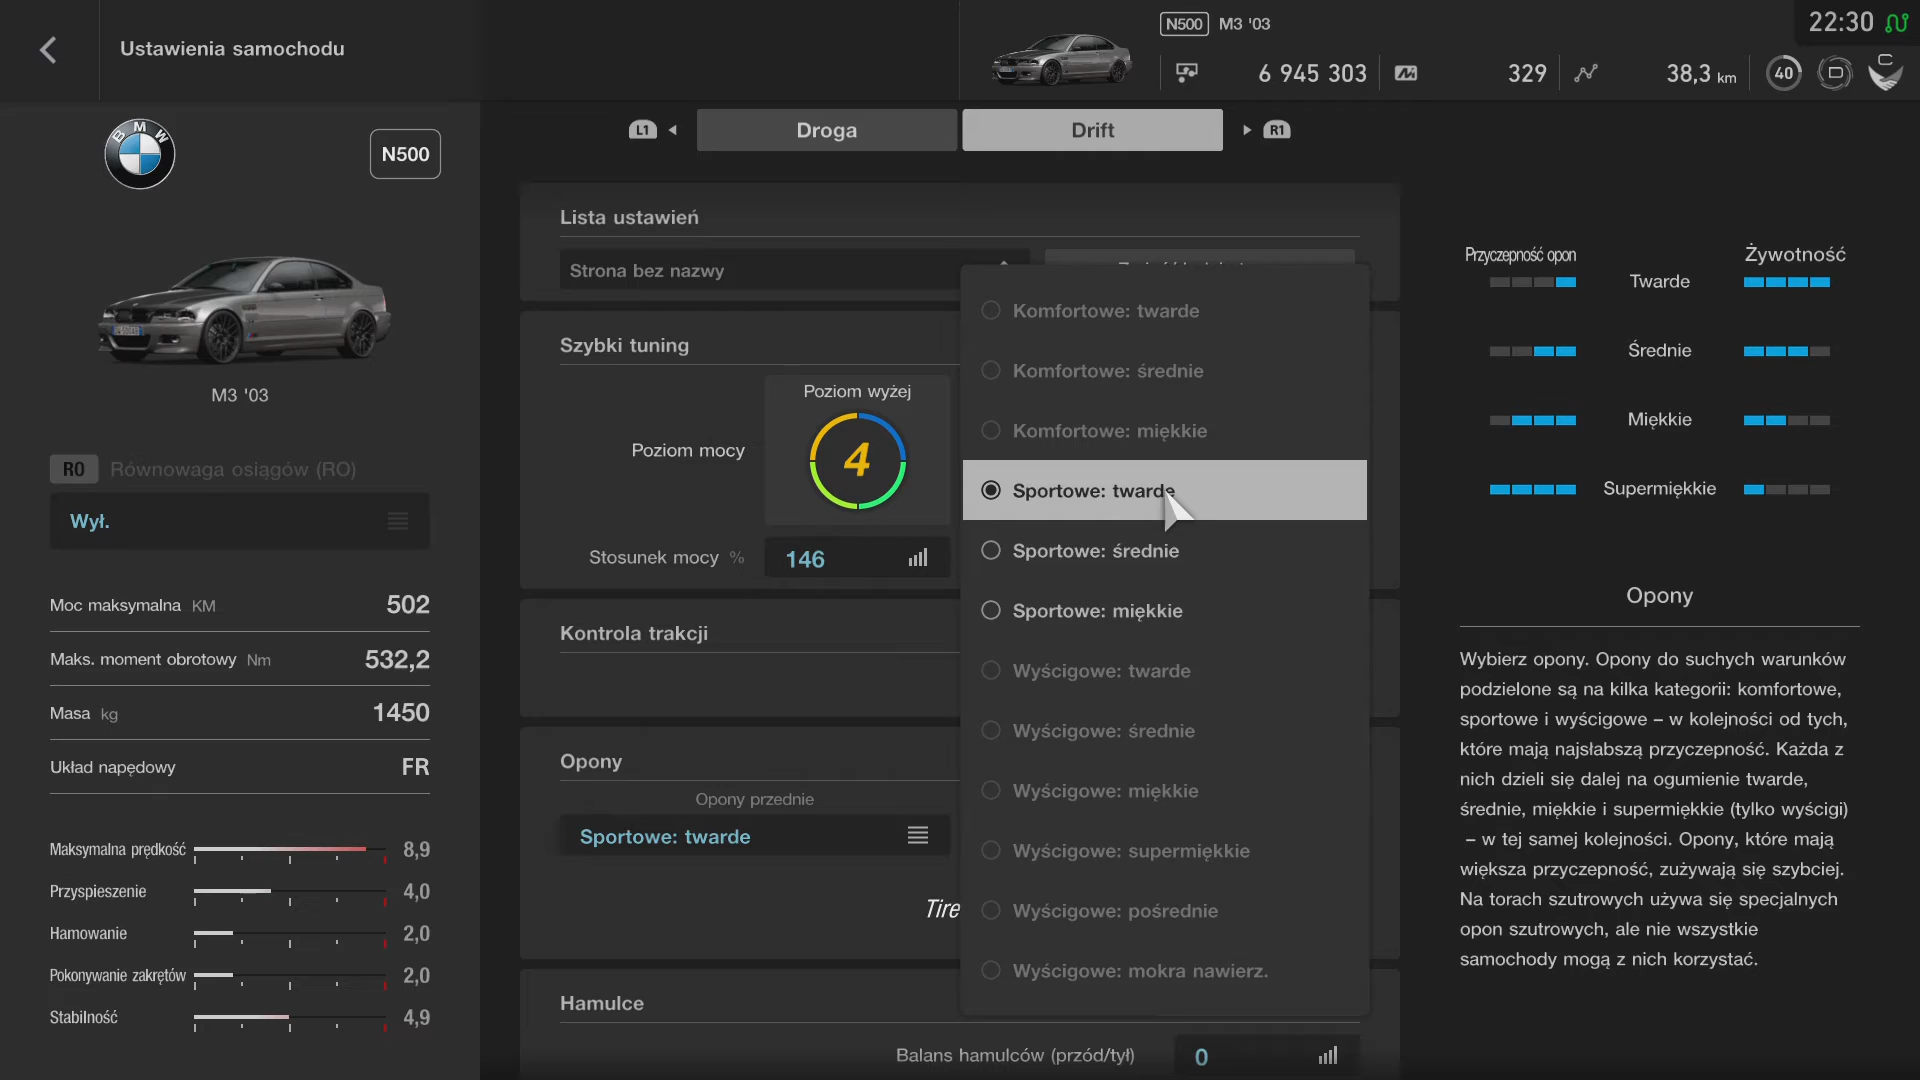 Ustawienia samochodu
N500 M3 '03
22:30
6 945 303
329
38,3 km
40
D
C
BMW
N500
L1
Droga
Drift
R1
M3 '03
RO Równowaga osiągów (RO)
Wył.
Moc maksymalna KM 502
Maks. moment obrotowy Nm 532,2
Masa kg 1450
Układ napędowy FR
Maksymalna prędkość 8,9
Przyspieszenie 4,0
Hamowanie 2,0
Pokonywanie zakrętów 2,0
Stabilność 4,9
Lista ustawień
Strona bez nazwy
Szybki tuning
Poziom mocy
Poziom wyżej
4
Stosunek mocy % 146
Kontrola trakcji
Opony
Opony przednie
Sportowe: twarde
Tire
Hamulce
Balans hamulców (przód/tył) 0
Komfortowe: twarde
Komfortowe: średnie
Komfortowe: miękkie
Sportowe: twarde
Sportowe: średnie
Sportowe: miękkie
Wyścigowe: twarde
Wyścigowe: średnie
Wyścigowe: miękkie
Wyścigowe: supermiękkie
Wyścigowe: pośrednie
Wyścigowe: mokra nawierz.
Przyczepność opon Żywotność
Twarde
Średnie
Miękkie
Supermiękkie
Opony
Wybierz opony. Opony do suchych warunków
podzielone są na kilka kategorii: komfortowe,
sportowe i wyścigowe – w kolejności od tych,
które mają najsłabszą przyczepność. Każda z
nich dzieli się dalej na ogumienie twarde,
średnie, miękkie i supermiękkie (tylko wyścigi)
– w tej samej kolejności. Opony, które mają
większa przyczepność, zużywają się szybciej.
Na torach szutrowych używa się specjalnych
opon szutrowych, ale nie wszystkie
samochody mogą z nich korzystać.